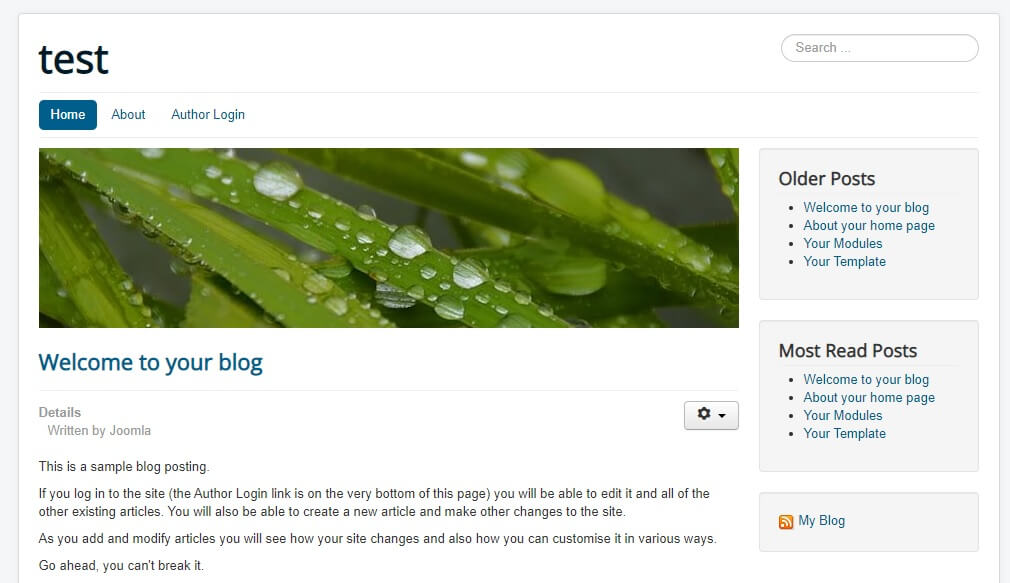 test
Search ...
Home
About
Author Login
Welcome to your blog
Details
Written by Joomla
This is a sample blog posting.
If you log in to the site (the Author Login link is on the very bottom of this page) you will be able to edit it and all of the
other existing articles. You will also be able to create a new article and make other changes to the site.
As you add and modify articles you will see how your site changes and also how you can customise it in various ways.
Go ahead, you can't break it.
Older Posts
Welcome to your blog
About your home page
Your Modules
Your Template
Most Read Posts
Welcome to your blog
About your home page
Your Modules
Your Template
My Blog